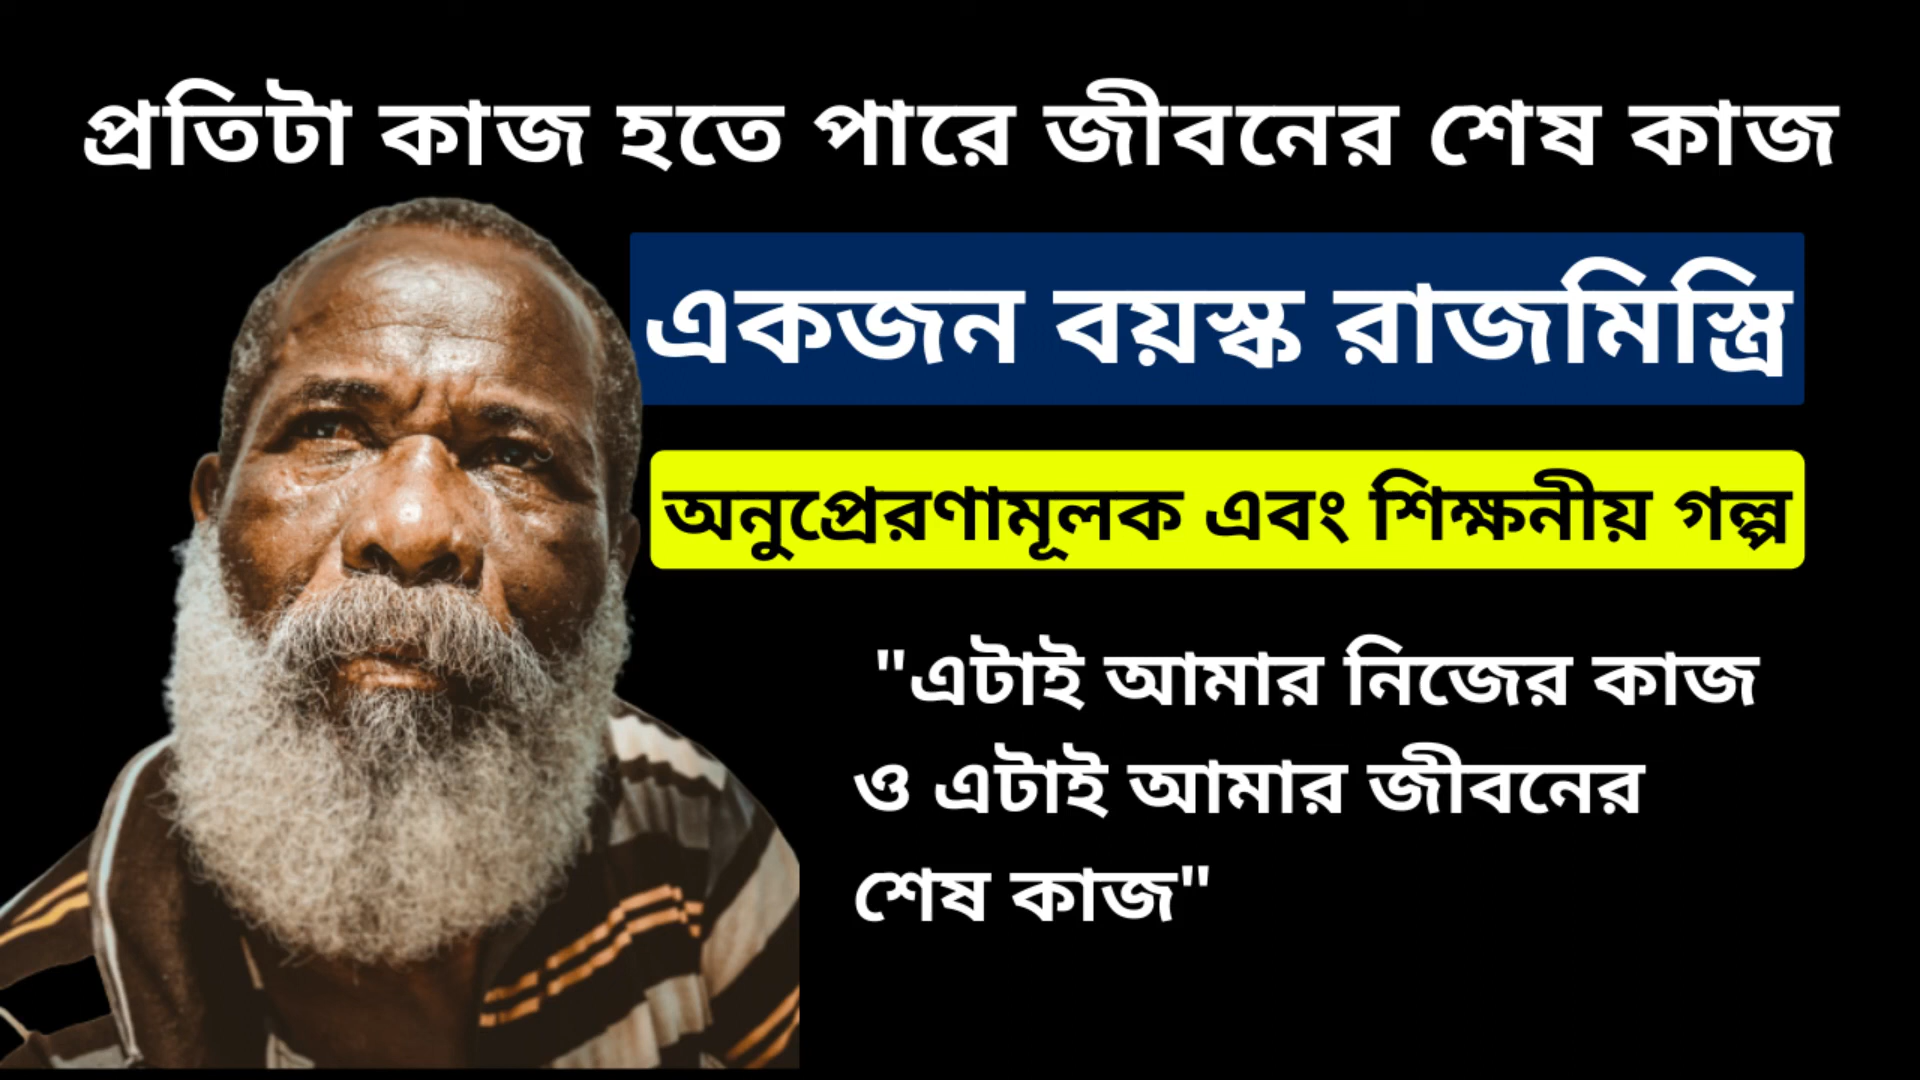 প্রতিটা কাজ হতে পারে জীবনের শেষ কাজ
একজন বয়স্ক রাজমিস্ত্রি
অনুপ্রেরণামূলক এবং শিক্ষনীয় গল্প
"এটাই আমার নিজের কাজ
ও এটাই আমার জীবনের
শেষ কাজ"